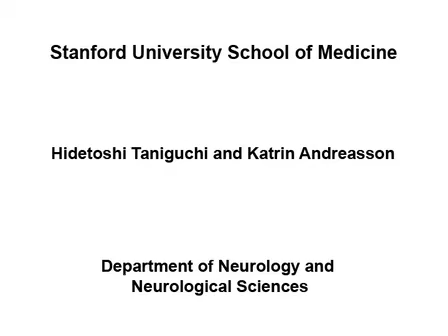 Stanford University School of Medicine
Hidetoshi Taniguchi and Katrin Andreasson
Department of Neurology and
Neurological Sciences